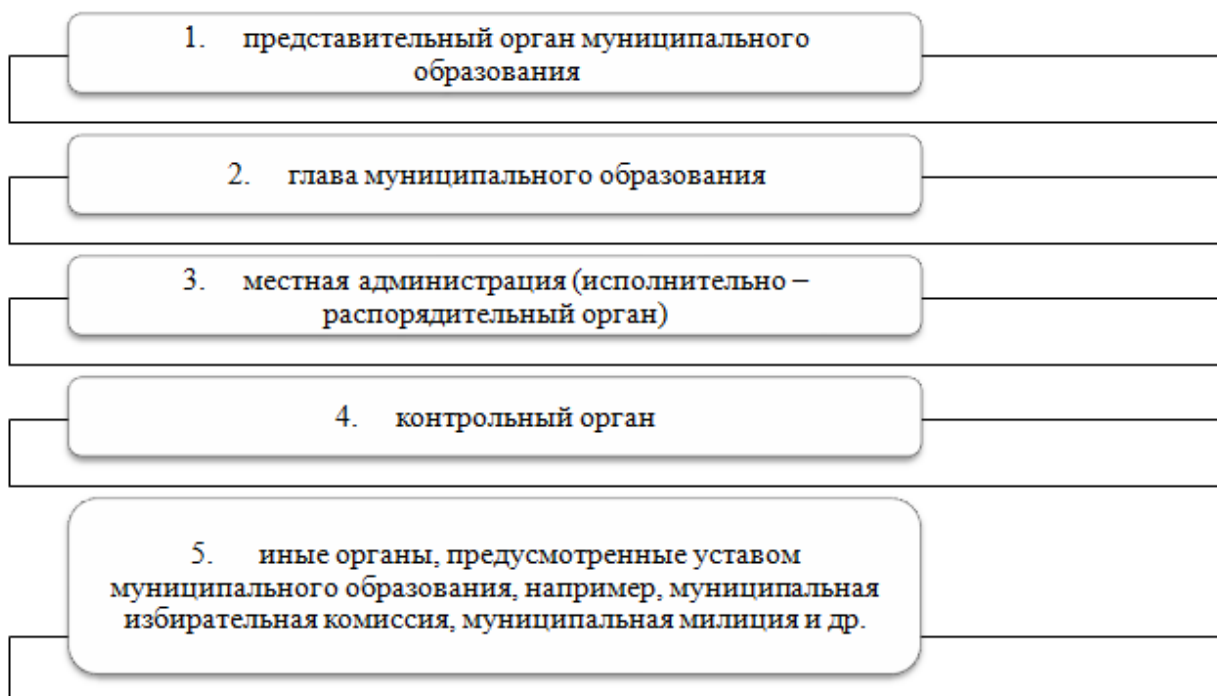 1. представительный орган муниципального
образования
2. глава муниципального образования
3. местная администрация (исполнительно –
распорядительный орган)
4. контрольный орган
5. иные органы, предусмотренные уставом
муниципального образования, например, муниципальная
избирательная комиссия, муниципальная милиция и др.